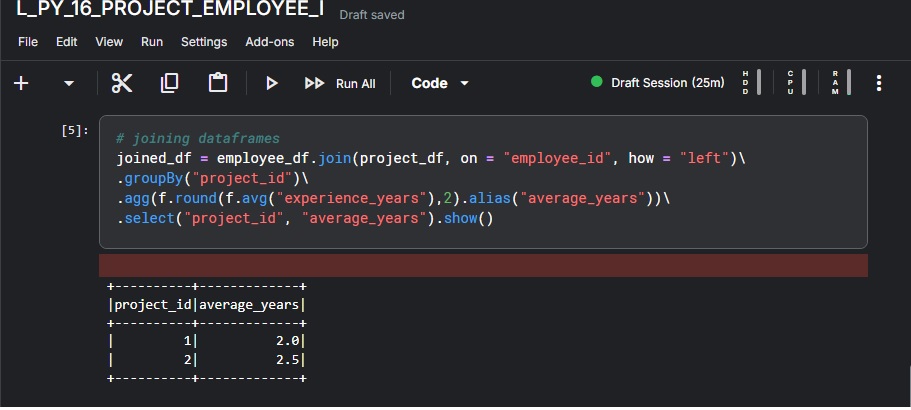 L_PY_16_PROJECT_EMPLOYEE_I Draft saved
File Edit View Run Settings Add-ons Help
Run All Code Draft Session (25m) HDD CPU RAM
[5]:
# joining dataframes
joined_df = employee_df.join(project_df, on = "employee_id", how = "left")\
.groupBy("project_id")\
.agg(f.round(f.avg("experience_years"),2).alias("average_years"))\
.select("project_id", "average_years").show()
+----------+-------------+
|project_id|average_years|
+----------+-------------+
|         1|          2.0|
|         2|          2.5|
+----------+-------------+